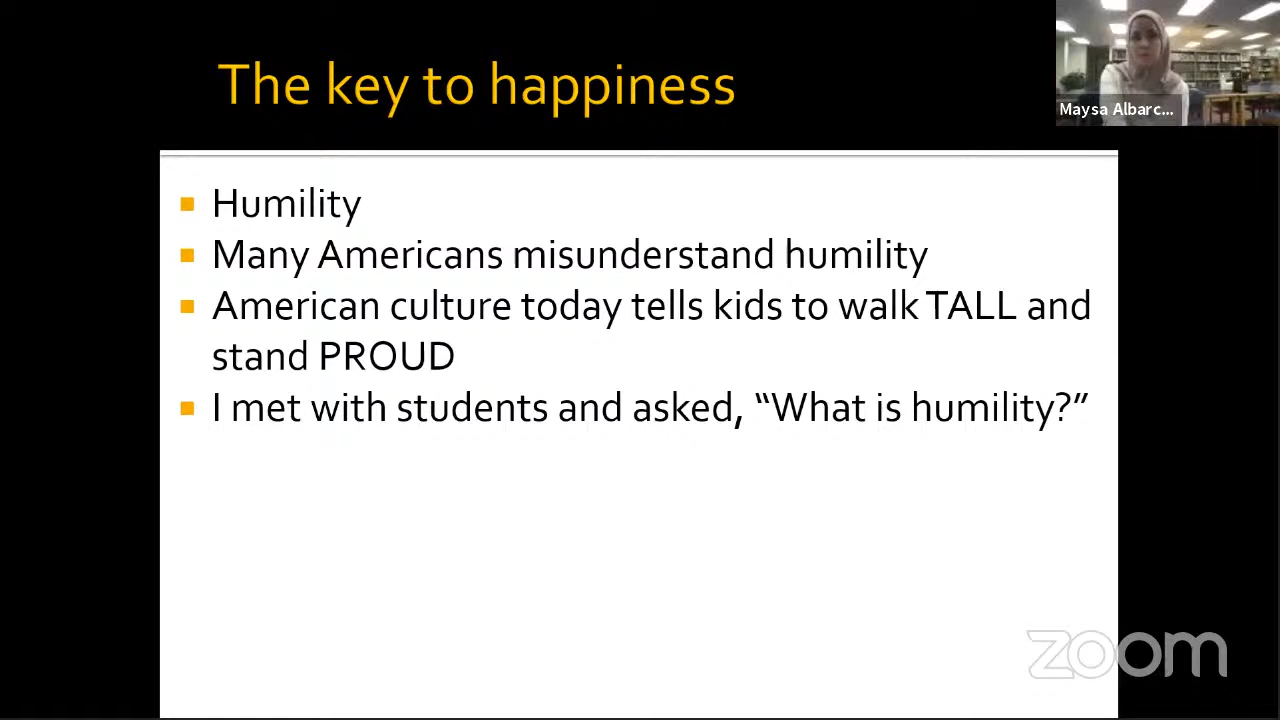 The key to happiness
Maysa Albarc...
Humility
Many Americans misunderstand humility
American culture today tells kids to walk TALL and
stand PROUD
I met with students and asked, “What is humility?”
zoom